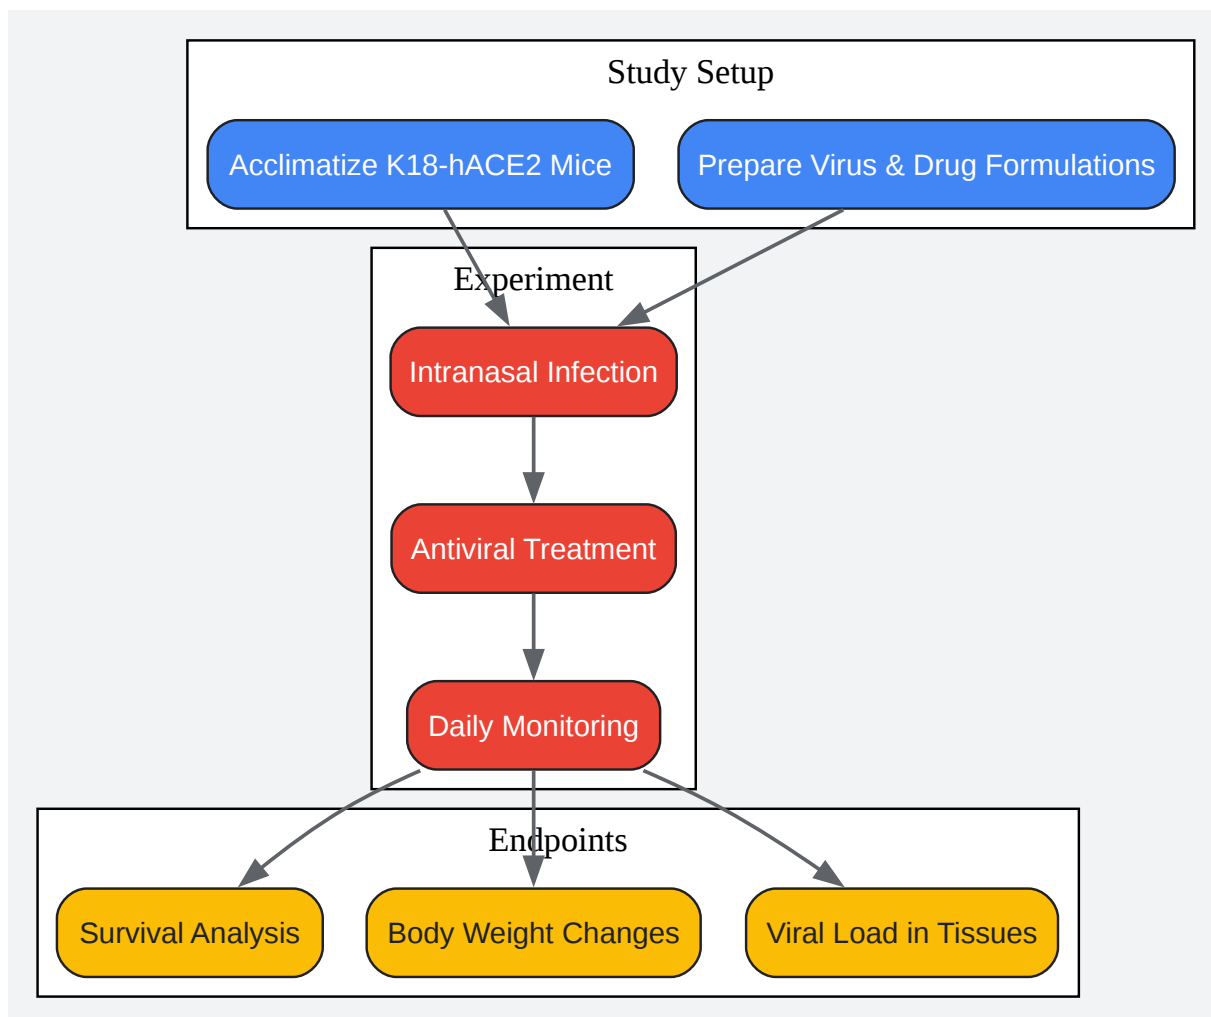 Study Setup
Acclimatize K18-hACE2 Mice
Prepare Virus & Drug Formulations
Experiment
Intranasal Infection
Antiviral Treatment
Daily Monitoring
Endpoints
Survival Analysis
Body Weight Changes
Viral Load in Tissues